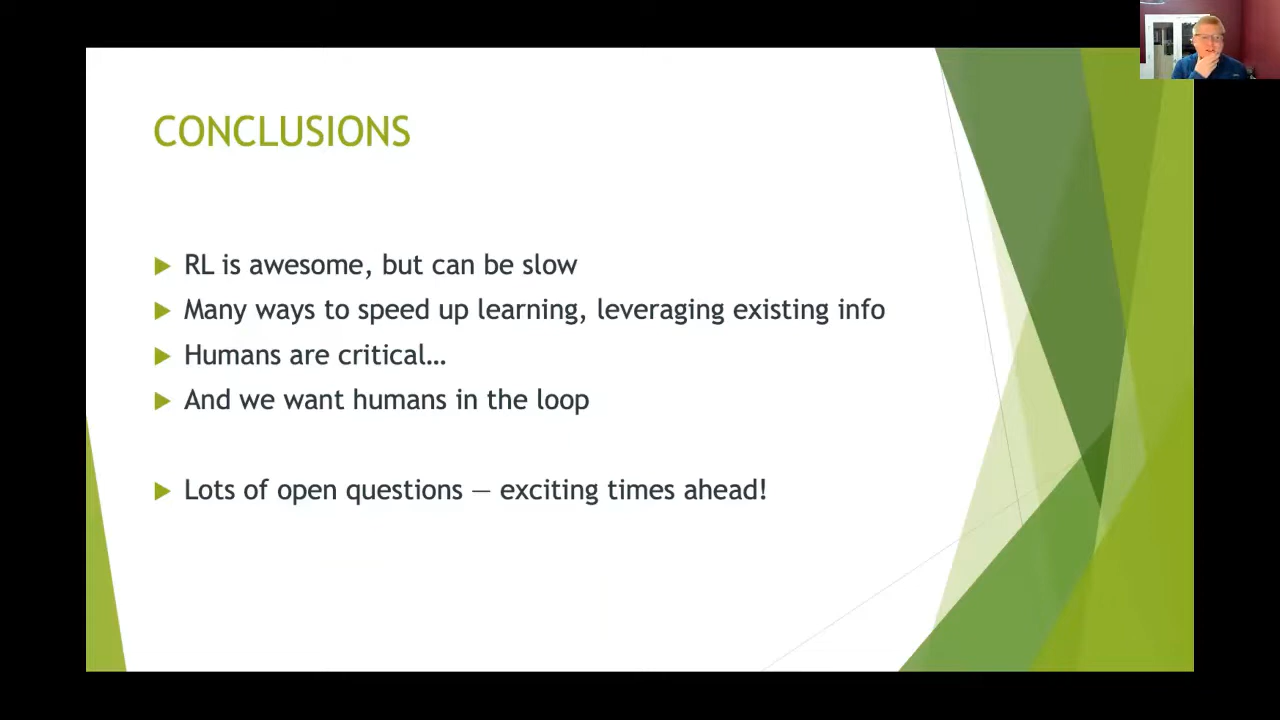 CONCLUSIONS
RL is awesome, but can be slow
Many ways to speed up learning, leveraging existing info
Humans are critical…
And we want humans in the loop
Lots of open questions — exciting times ahead!